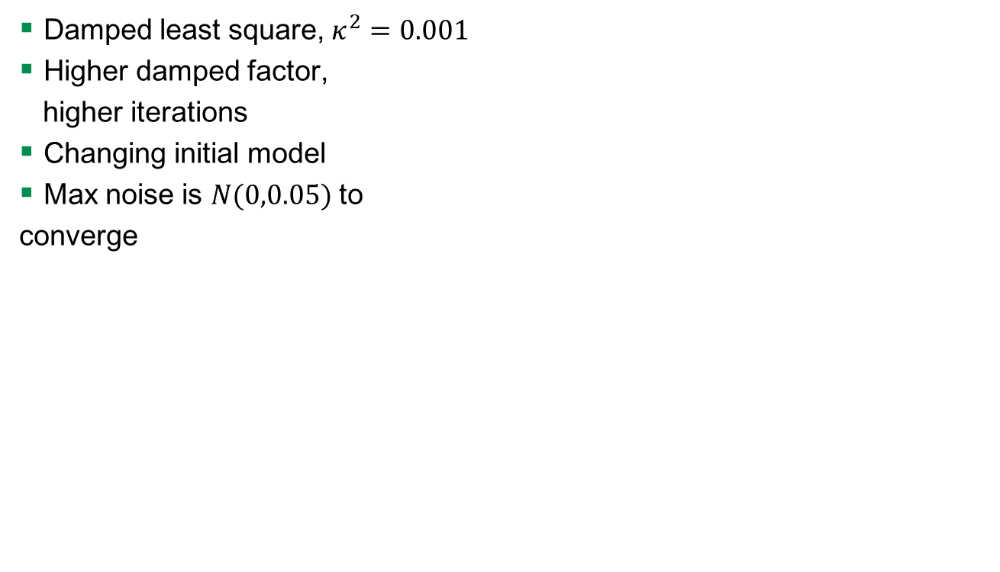 ▪ Damped least square, κ² = 0.001
▪ Higher damped factor,
higher iterations
▪ Changing initial model
▪ Max noise is N(0,0.05) to
converge